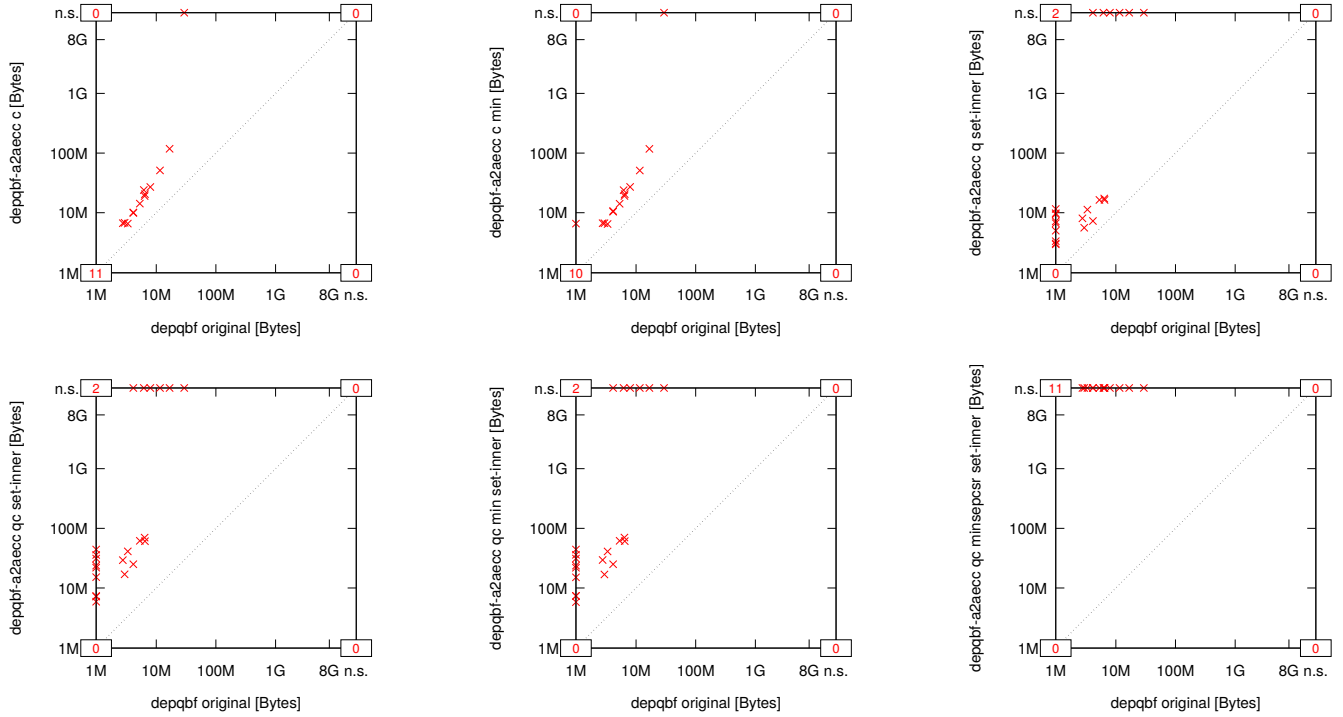 n.s. 0 0
8G
1G
100M
10M
1M 11 0
1M 10M 100M 1G 8G n.s.
depqbf original [Bytes]
depqbf-a2aecc c [Bytes]
n.s. 0 0
8G
1G
100M
10M
1M 10 0
1M 10M 100M 1G 8G n.s.
depqbf original [Bytes]
depqbf-a2aecc c min [Bytes]
n.s. 2 0
8G
1G
100M
10M
1M 0 0
1M 10M 100M 1G 8G n.s.
depqbf original [Bytes]
depqbf-a2aecc q set-inner [Bytes]
n.s. 2 0
8G
1G
100M
10M
1M 0 0
1M 10M 100M 1G 8G n.s.
depqbf original [Bytes]
depqbf-a2aecc qc set-inner [Bytes]
n.s. 2 0
8G
1G
100M
10M
1M 0 0
1M 10M 100M 1G 8G n.s.
depqbf original [Bytes]
depqbf-a2aecc qc min set-inner [Bytes]
n.s. 11 0
8G
1G
100M
10M
1M 0 0
1M 10M 100M 1G 8G n.s.
depqbf original [Bytes]
depqbf-a2aecc qc minsepcsr set-inner [Bytes]